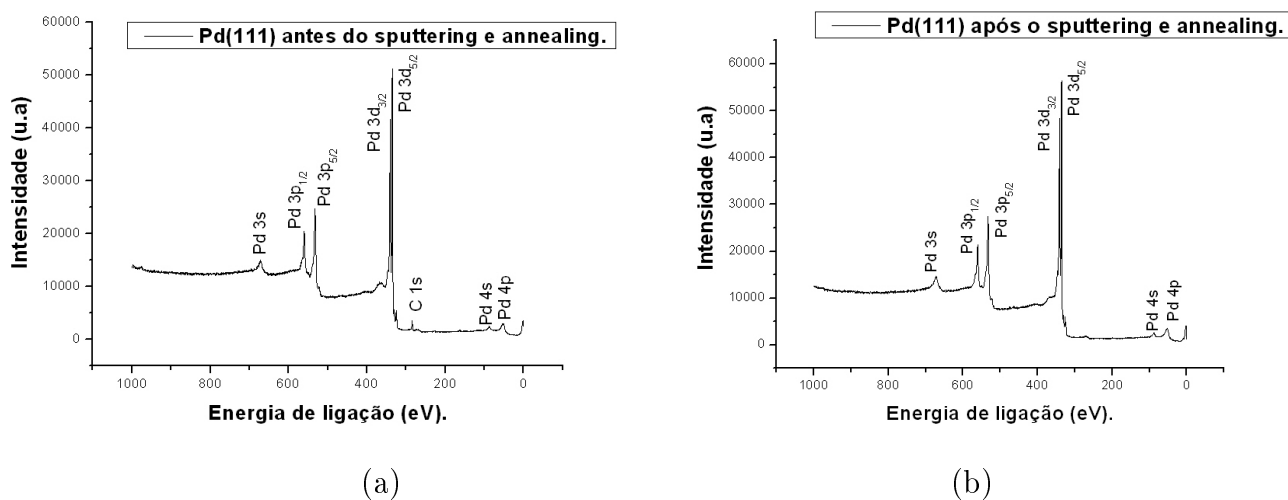 Pd(111) antes do sputtering e annealing.
60000
50000
40000
30000
20000
10000
0
Intensidade (u.a)
Pd 3s
Pd 3p1/2
Pd 3p5/2
Pd 3d3/2
Pd 3d5/2
C 1s
Pd 4s
Pd 4p
1000 800 600 400 200 0
Energia de ligação (eV).
(a)
Pd(111) após o sputtering e annealing.
60000
50000
40000
30000
20000
10000
0
Intensidade (u.a)
Pd 3s
Pd 3p1/2
Pd 3p5/2
Pd 3d3/2
Pd 3d5/2
Pd 4s
Pd 4p
1000 800 600 400 200 0
Energia de ligação (eV).
(b)